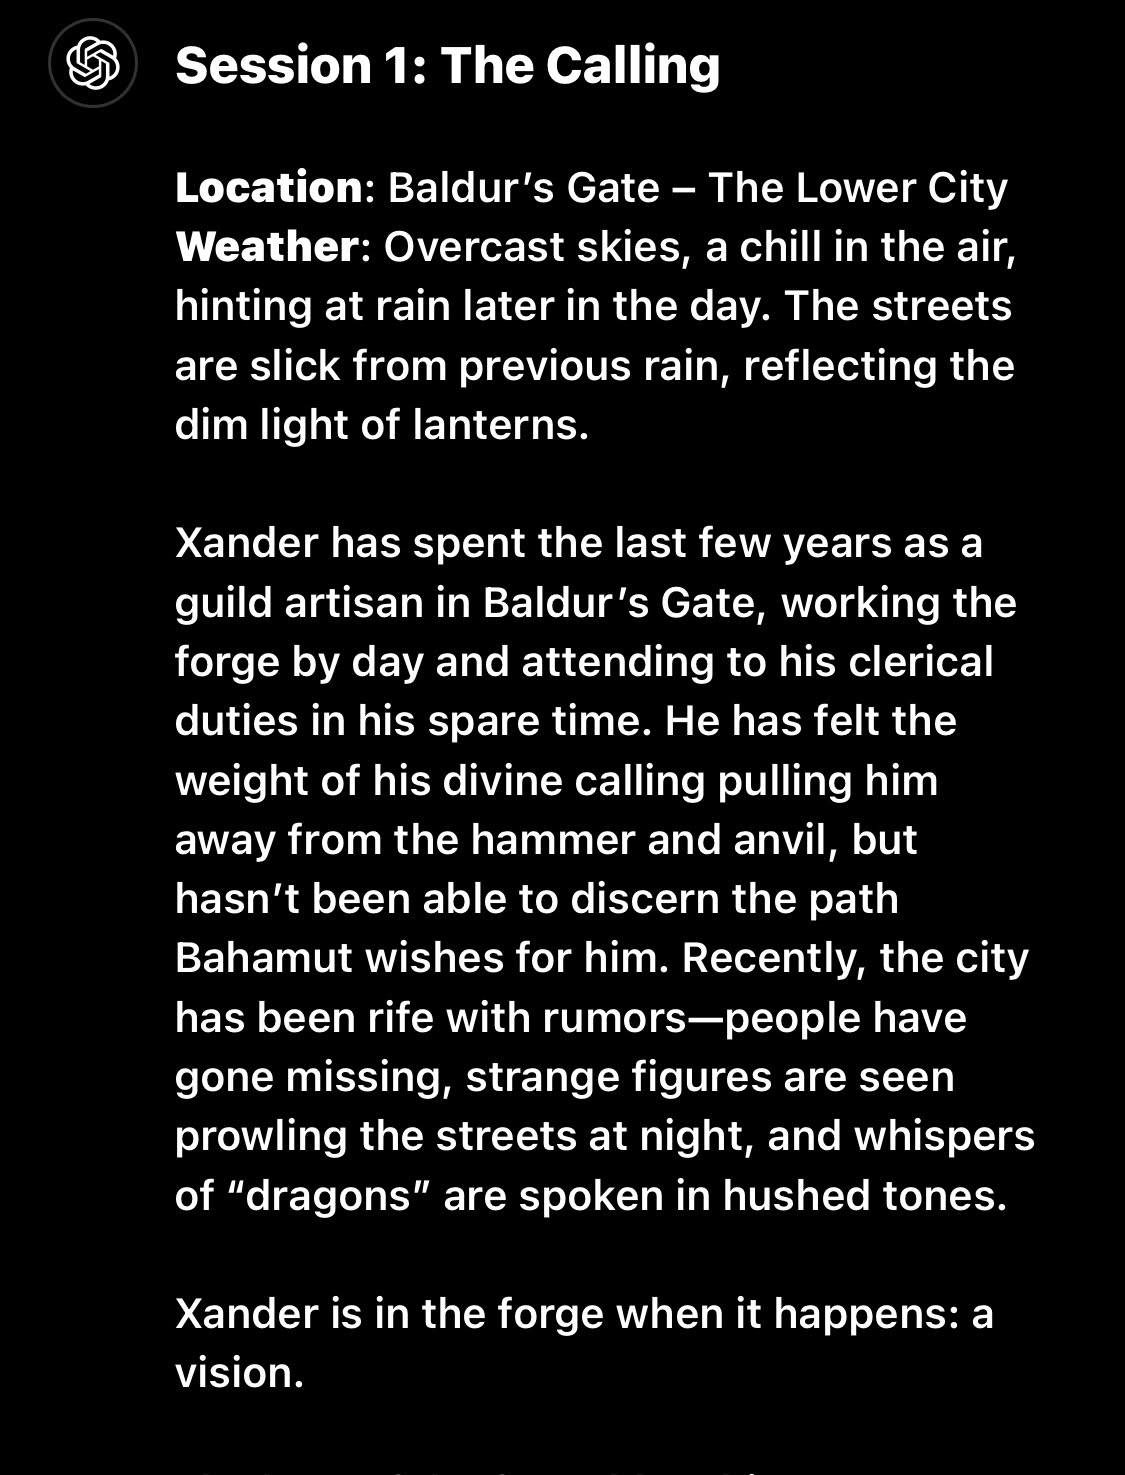 Session 1: The Calling
Location: Baldur’s Gate – The Lower City
Weather: Overcast skies, a chill in the air,
hinting at rain later in the day. The streets
are slick from previous rain, reflecting the
dim light of lanterns.
Xander has spent the last few years as a
guild artisan in Baldur’s Gate, working the
forge by day and attending to his clerical
duties in his spare time. He has felt the
weight of his divine calling pulling him
away from the hammer and anvil, but
hasn’t been able to discern the path
Bahamut wishes for him. Recently, the city
has been rife with rumors—people have
gone missing, strange figures are seen
prowling the streets at night, and whispers
of “dragons” are spoken in hushed tones.
Xander is in the forge when it happens: a
vision.